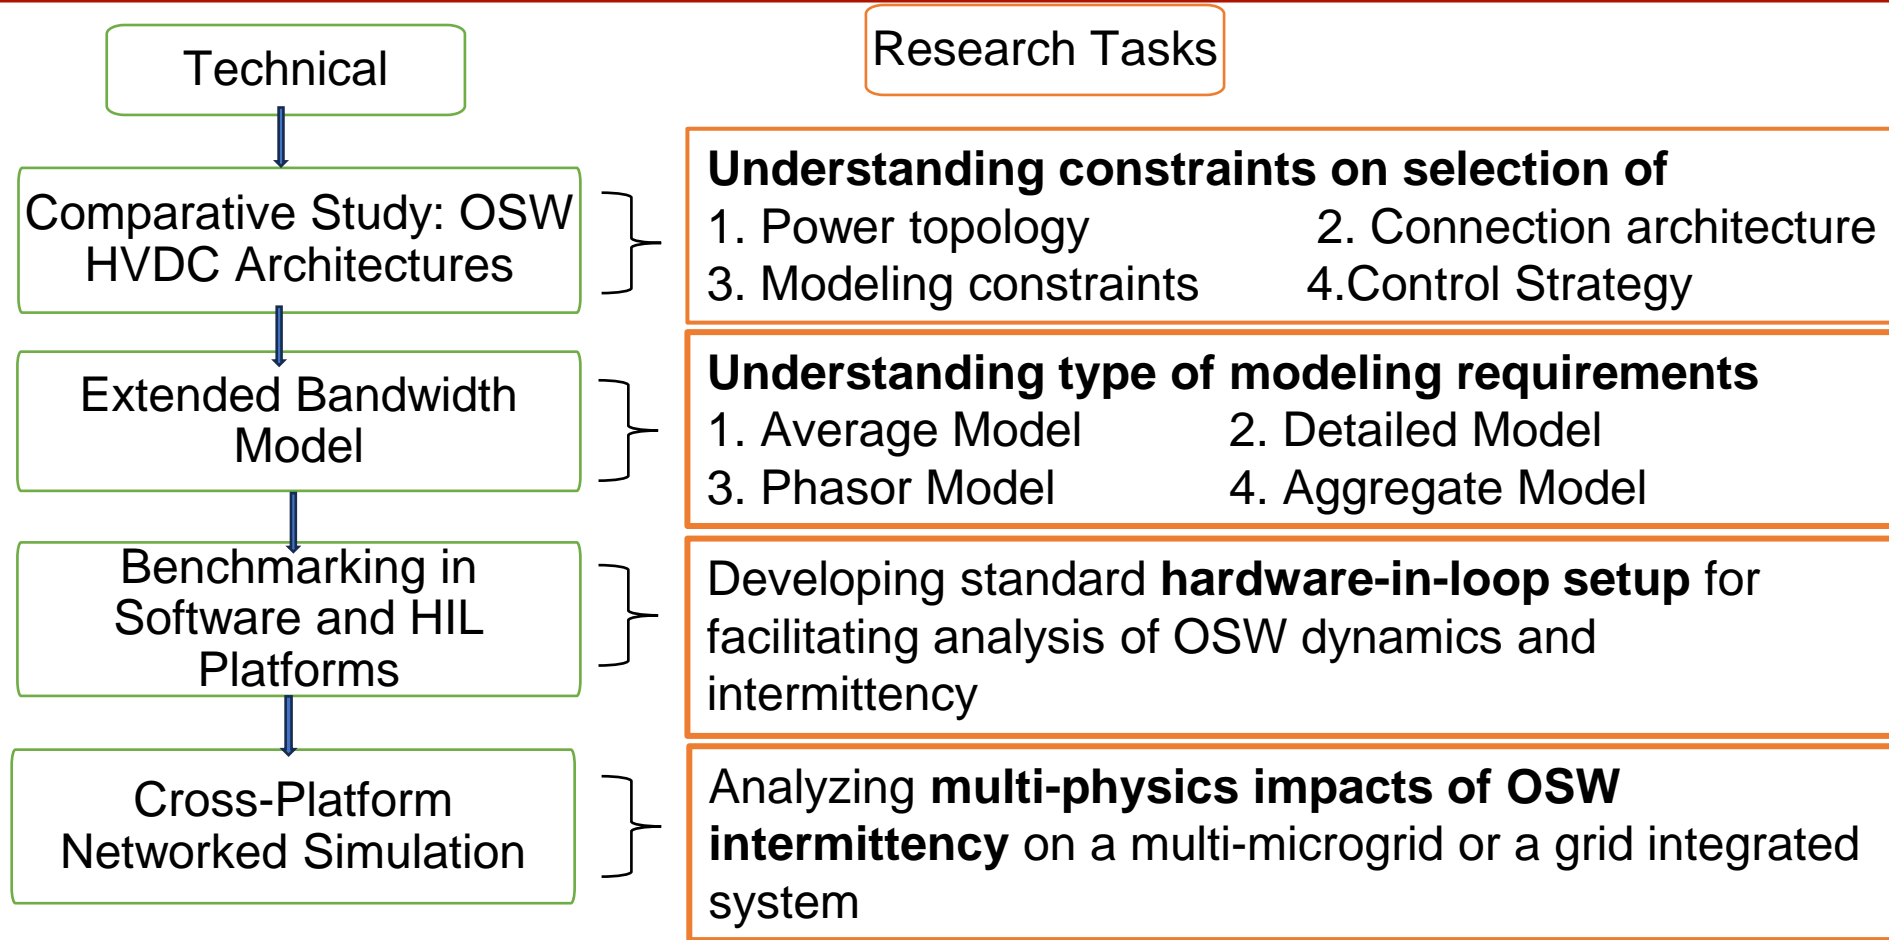 Technical
Research Tasks
Comparative Study: OSW
HVDC Architectures
Understanding constraints on selection of
1. Power topology 2. Connection architecture
3. Modeling constraints 4.Control Strategy
Extended Bandwidth
Model
Understanding type of modeling requirements
1. Average Model 2. Detailed Model
3. Phasor Model 4. Aggregate Model
Benchmarking in
Software and HIL
Platforms
Developing standard hardware-in-loop setup for
facilitating analysis of OSW dynamics and
intermittency
Cross-Platform
Networked Simulation
Analyzing multi-physics impacts of OSW
intermittency on a multi-microgrid or a grid integrated
system